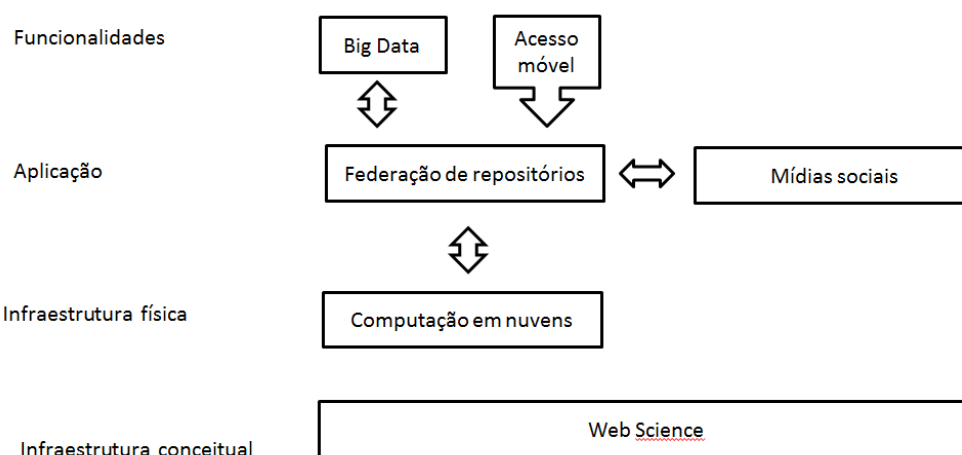 Funcionalidades
Big Data
Acesso
móvel
Aplicação
Federação de repositórios
Mídias sociais
Infraestrutura física
Computação em nuvens
Web Science
Infraestrutura conceitual